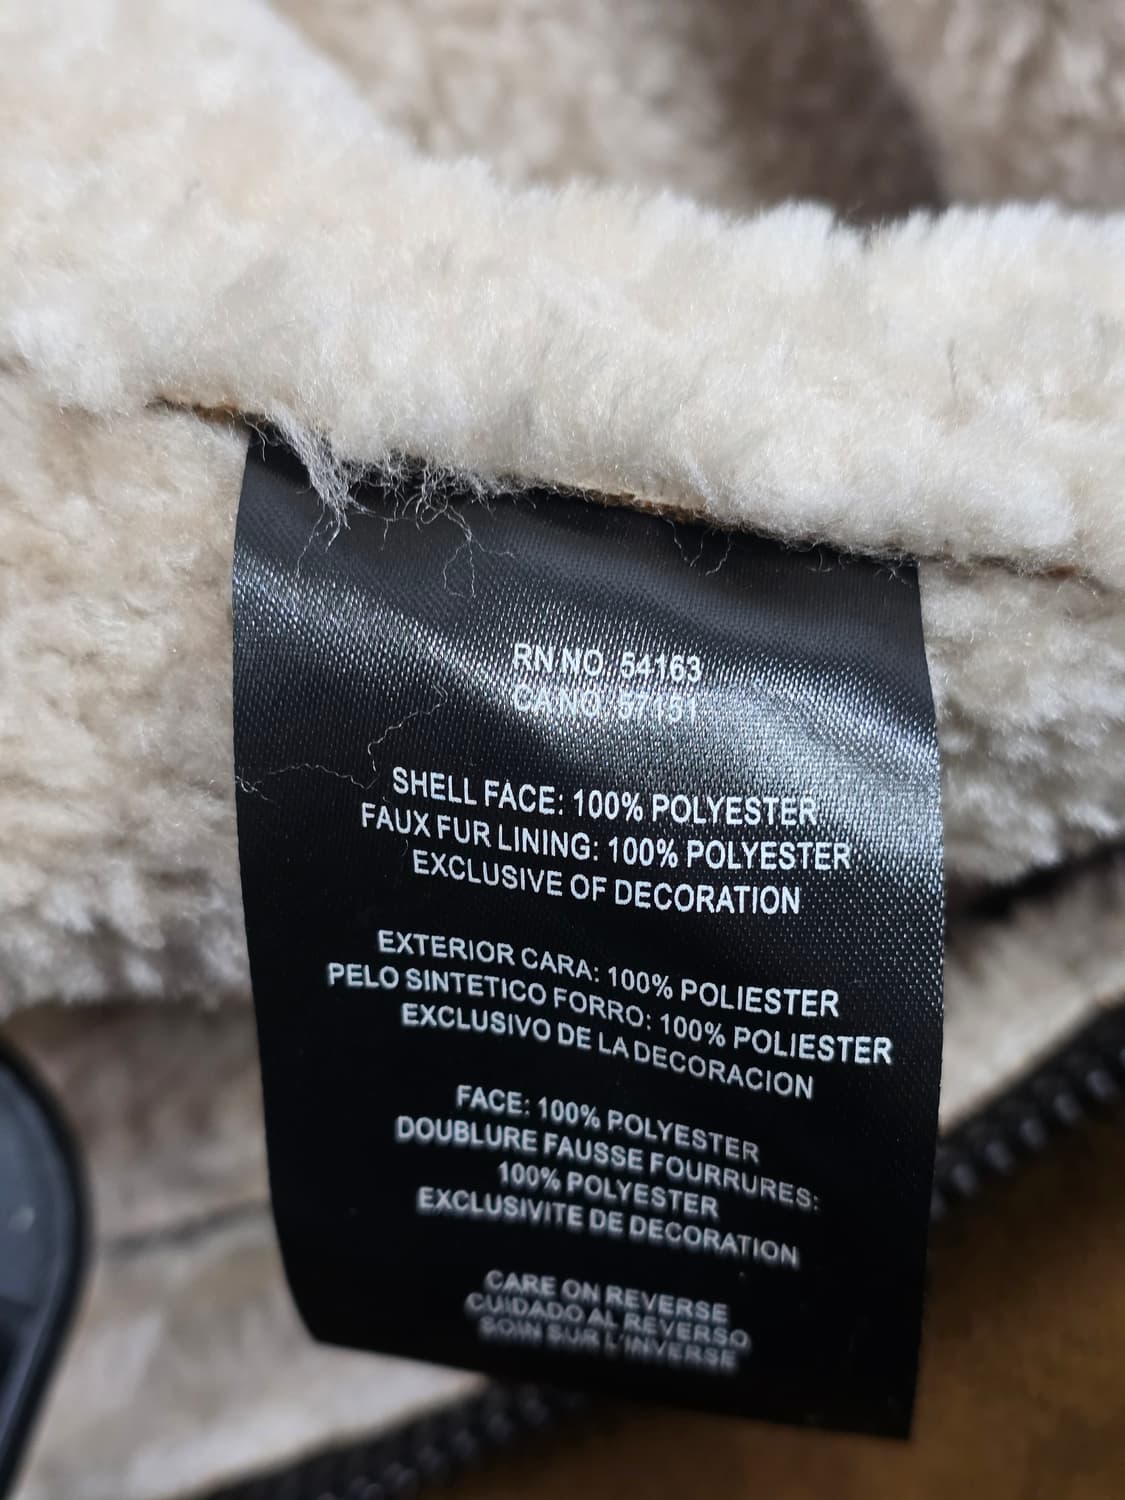 RN NO. 54163
CA NO. 57151
SHELL FACE: 100% POLYESTER
FAUX FUR LINING: 100% POLYESTER
EXCLUSIVE OF DECORATION
EXTERIOR CARA: 100% POLIESTER
PELO SINTETICO FORRO: 100% POLIESTER
EXCLUSIVO DE LA DECORACION
FACE: 100% POLYESTER
DOUBLURE FAUSSE FOURRURES:
100% POLYESTER
EXCLUSIVITE DE DECORATION
CARE ON REVERSE
CUIDADO AL REVERSO
SOIN SUR L'INVERSE